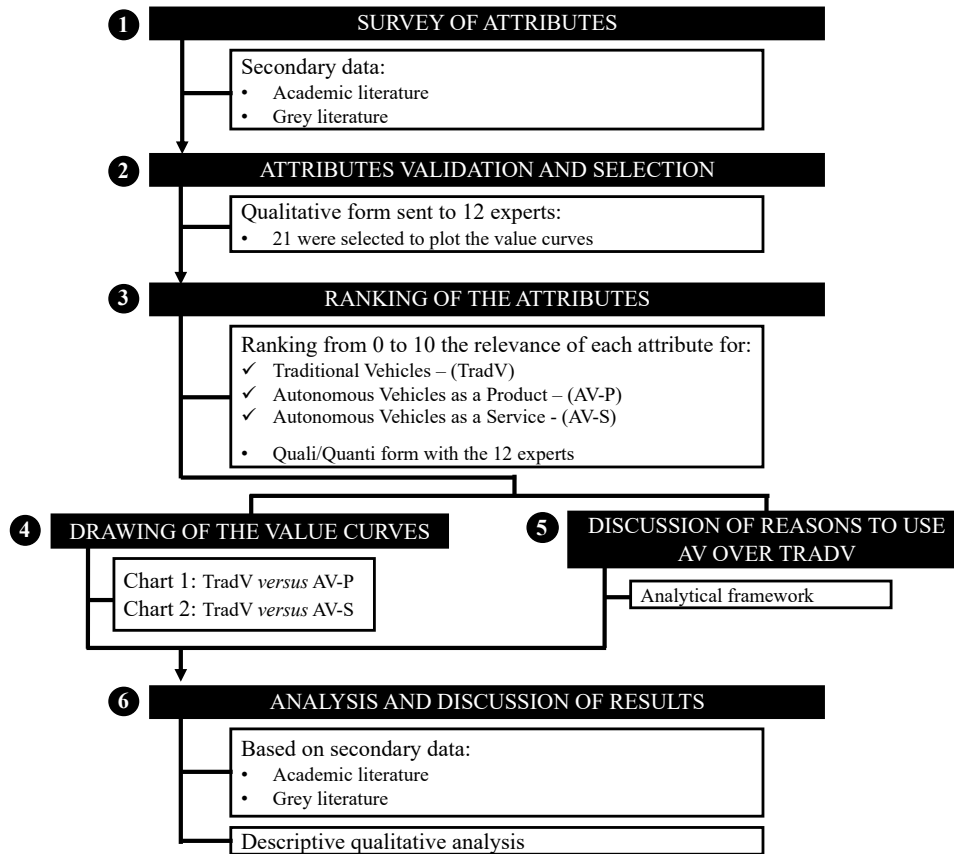 1 SURVEY OF ATTRIBUTES
Secondary data:
• Academic literature
• Grey literature
2 ATTRIBUTES VALIDATION AND SELECTION
Qualitative form sent to 12 experts:
• 21 were selected to plot the value curves
3 RANKING OF THE ATTRIBUTES
Ranking from 0 to 10 the relevance of each attribute for:
✓ Traditional Vehicles – (TradV)
✓ Autonomous Vehicles as a Product – (AV-P)
✓ Autonomous Vehicles as a Service - (AV-S)
• Quali/Quanti form with the 12 experts
4 DRAWING OF THE VALUE CURVES
Chart 1: TradV versus AV-P
Chart 2: TradV versus AV-S
5 DISCUSSION OF REASONS TO USE
AV OVER TRADV
Analytical framework
6 ANALYSIS AND DISCUSSION OF RESULTS
Based on secondary data:
• Academic literature
• Grey literature
Descriptive qualitative analysis